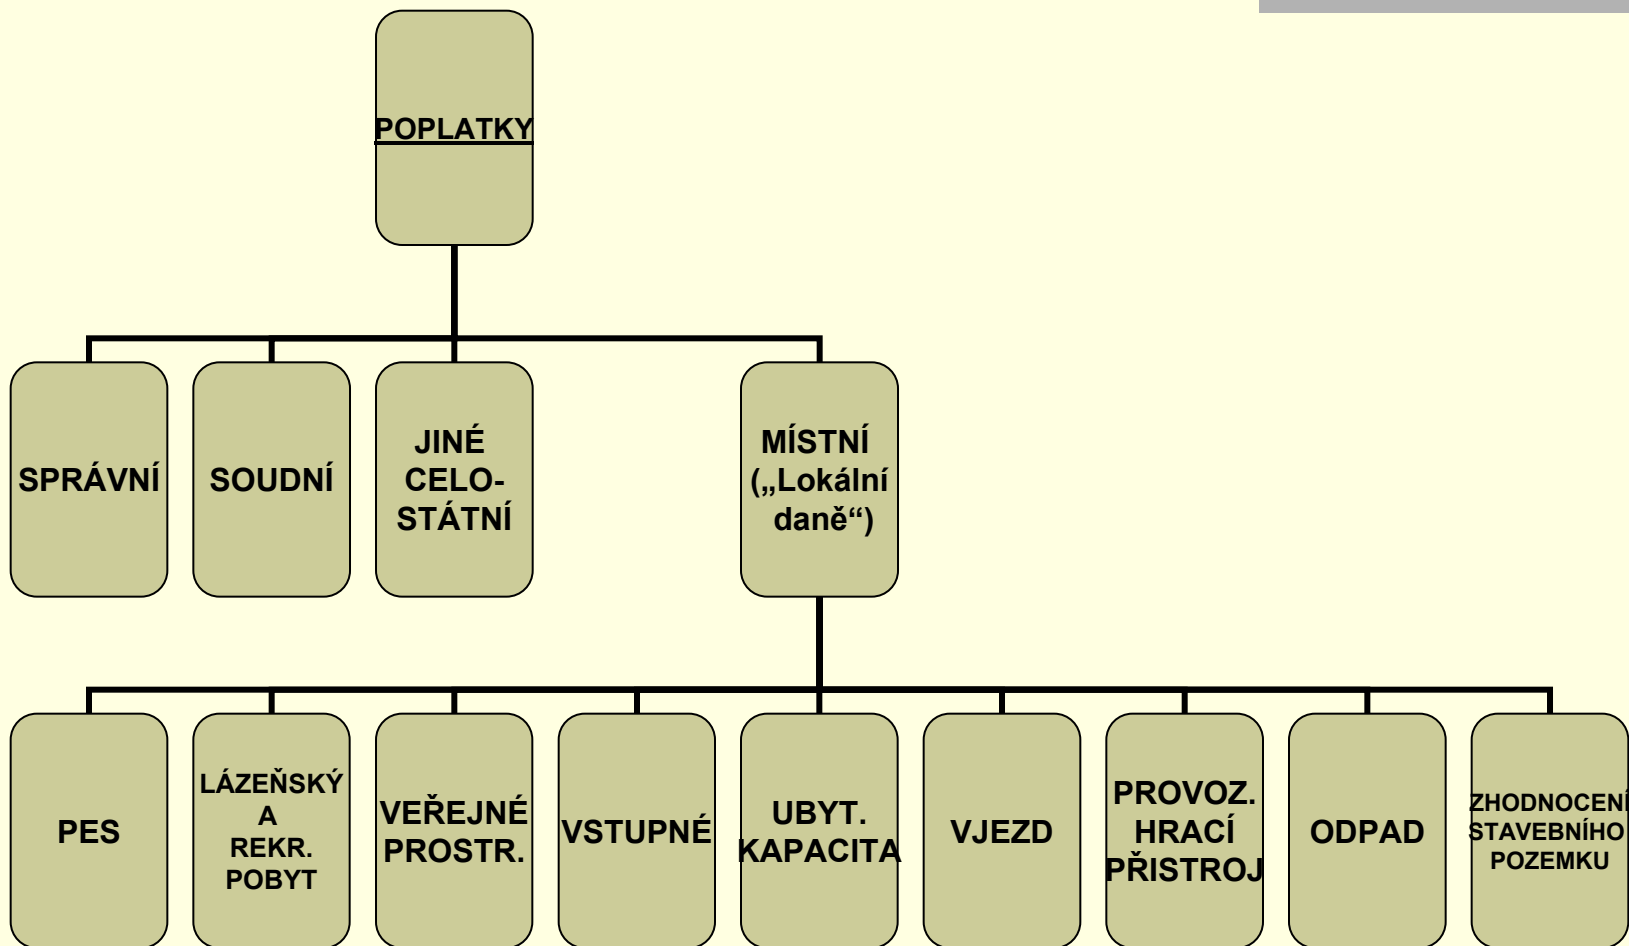 POPLATKY
SPRÁVNÍ
SOUDNÍ
JINÉ
CELO-
STÁTNÍ
MÍSTNÍ
(„Lokální
daně“)
PES
LÁZEŇSKÝ
A
REKR.
POBYT
VEŘEJNÉ
PROSTR.
VSTUPNÉ
UBYT.
KAPACITA
VJEZD
PROVOZ.
HRACÍ
PŘISTROJ
ODPAD
ZHODNOCENÍ
STAVEBNÍHO
POZEMKU